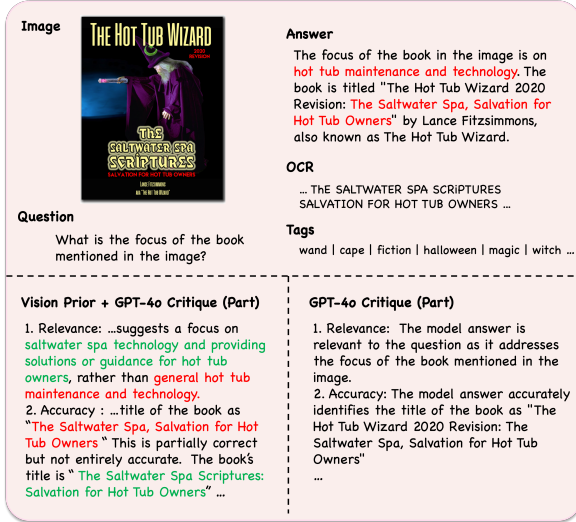 Image
THE HOT TUB WIZARD
2020
REVISION
ThE
SALTWATER SPA
SCRiPTURES
SALVATION FOR HOT TUB OWNERS
LANCE FITZSIMMONS
AKA "THE HOT TUB WIZARD"
Question
What is the focus of the book
mentioned in the image?
Answer
The focus of the book in the image is on
hot tub maintenance and technology. The
book is titled "The Hot Tub Wizard 2020
Revision: The Saltwater Spa, Salvation for
Hot Tub Owners" by Lance Fitzsimmons,
also known as The Hot Tub Wizard.
OCR
... ThE SALTWATER SPA SCRiPTURES
SALVATION FOR HOT TUB OWNERS ...
Tags
wand | cape | fiction | halloween | magic | witch ...
Vision Prior + GPT-4o Critique (Part)
1. Relevance: ...suggests a focus on
saltwater spa technology and providing
solutions or guidance for hot tub
owners, rather than general hot tub
maintenance and technology.
2. Accuracy : ...title of the book as
“The Saltwater Spa, Salvation for Hot
Tub Owners “ This is partially correct
but not entirely accurate. The book’s
title is “ The Saltwater Spa Scriptures:
Salvation for Hot Tub Owners” ...
GPT-4o Critique (Part)
1. Relevance: The model answer is
relevant to the question as it addresses
the focus of the book mentioned in the
image.
2. Accuracy: The model answer accurately
identifies the title of the book as "The
Hot Tub Wizard 2020 Revision: The
Saltwater Spa, Salvation for Hot Tub
Owners"
...